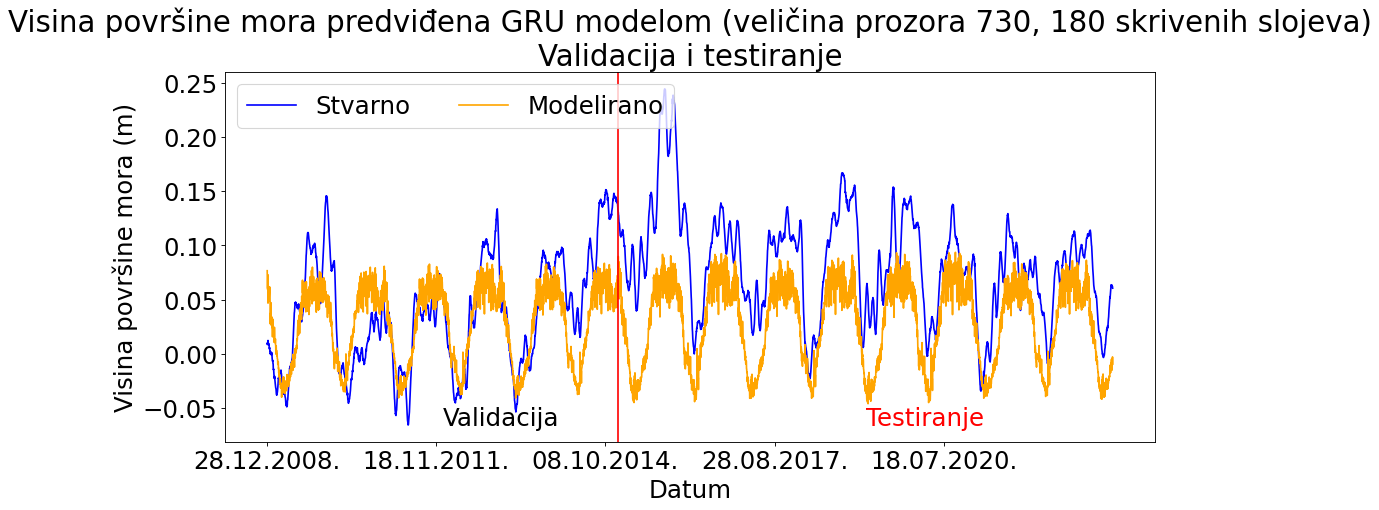 Visina površine mora predviđena GRU modelom (veličina prozora 730, 180 skrivenih slojeva)
Validacija i testiranje
Visina površine mora (m)
0.25
0.20
0.15
0.10
0.05
0.00
−0.05
Stvarno
Modelirano
Validacija
Testiranje
28.12.2008.
18.11.2011.
08.10.2014.
28.08.2017.
18.07.2020.
Datum